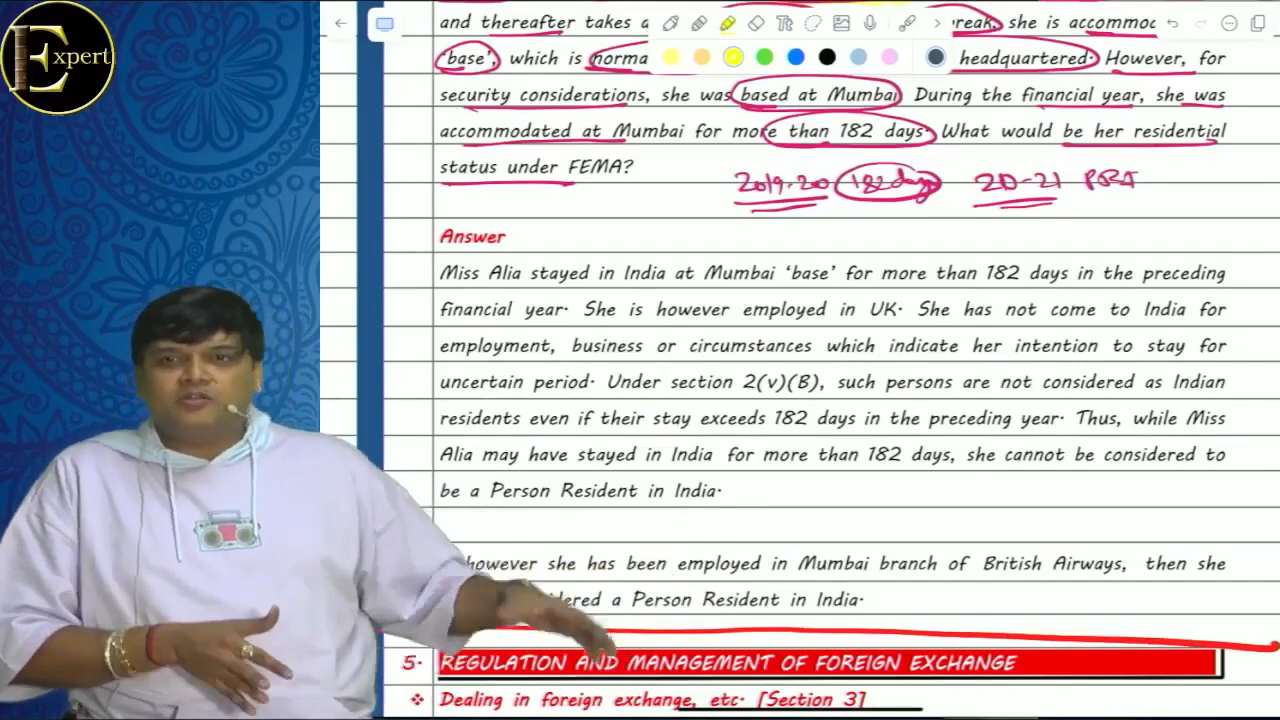 Expert
and thereafter takes a break, she is accommod
'base', which is norma headquartered. However, for
security considerations, she was based at Mumbai. During the financial year, she was
accommodated at Mumbai for more than 182 days. What would be her residential
status under FEMA?
2019-20 182 days 20-21
Answer
Miss Alia stayed in India at Mumbai 'base' for more than 182 days in the preceding
financial year. She is however employed in UK. She has not come to India for
employment, business or circumstances which indicate her intention to stay for
uncertain period. Under section 2(v)(B), such persons are not considered as Indian
residents even if their stay exceeds 182 days in the preceding year. Thus, while Miss
Alia may have stayed in India for more than 182 days, she cannot be considered to
be a Person Resident in India.
however she has been employed in Mumbai branch of British Airways, then she
dered a Person Resident in India.
5. REGULATION AND MANAGEMENT OF FOREIGN EXCHANGE
❖ Dealing in foreign exchange, etc. [Section 3]